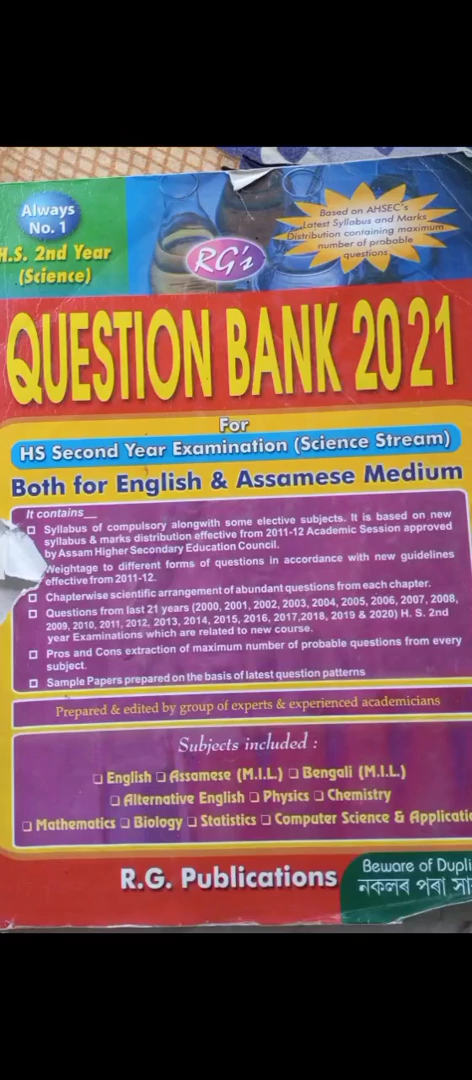 Always
No. 1
H.S. 2nd Year
(Science)
RG's
Based on AHSEC's
Latest Syllabus and Marks
Distribution containing maximum
number of probable
questions
QUESTION BANK 2021
For
HS Second Year Examination (Science Stream)
Both for English & Assamese Medium
It contains__
Syllabus of compulsory alongwith some elective subjects. It is based on new
syllabus & marks distribution effective from 2011-12 Academic Session approved
by Assam Higher Secondary Education Council.
Weightage to different forms of questions in accordance with new guidelines
effective from 2011-12.
Chapterwise scientific arrangement of abundant questions from each chapter.
Questions from last 21 years (2000, 2001, 2002, 2003, 2004, 2005, 2006, 2007, 2008,
2009, 2010, 2011, 2012, 2013, 2014, 2015, 2016, 2017,2018, 2019 & 2020) H. S. 2nd
year Examinations which are related to new course.
Pros and Cons extraction of maximum number of probable questions from every
subject.
Sample Papers prepared on the basis of latest question patterns
Prepared & edited by group of experts & experienced academicians
Subjects included :
English Assamese (M.I.L.) Bengali (M.I.L.)
Alternative English Physics Chemistry
Mathematics Biology Statistics Computer Science & Applicatio
R.G. Publications
Beware of Dupli
নকলৰ পৰা সা